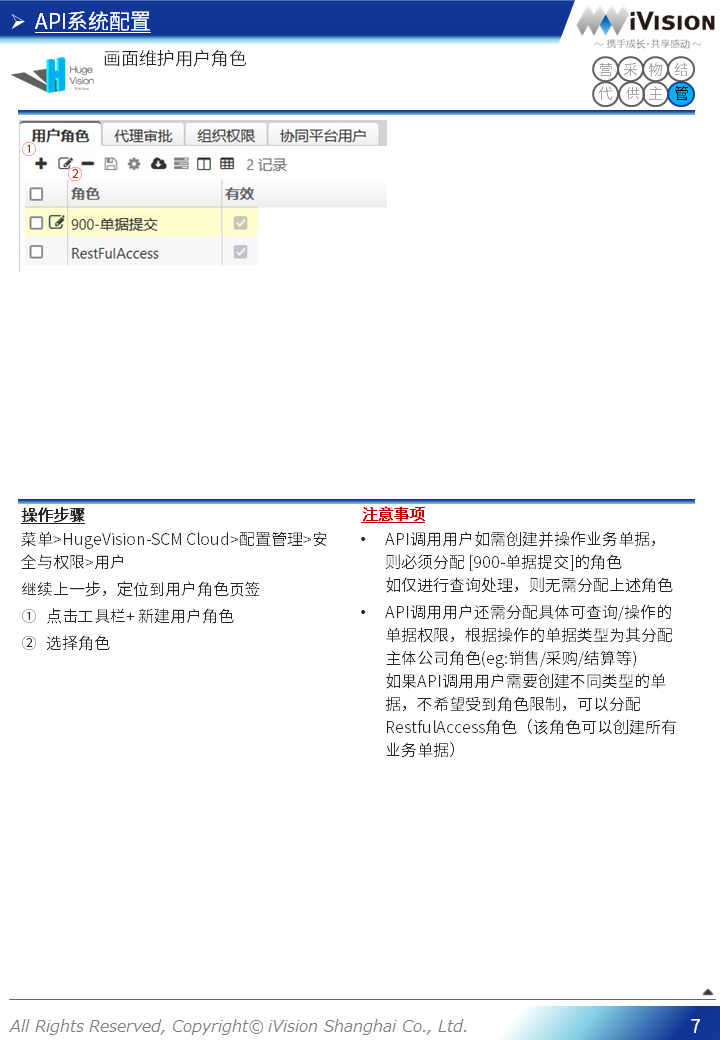 API系统配置
iVision
～ 携手成长·共享感动 ～
Huge
Vision
画面维护用户角色
营 采 物 结
代 供 主 管
用户角色 代理审批 组织权限 协同平台用户
①
②
2 记录
角色 有效
900-单据提交
RestFulAccess
操作步骤
菜单>HugeVision-SCM Cloud>配置管理>安
全与权限>用户
继续上一步，定位到用户角色页签
① 点击工具栏+ 新建用户角色
② 选择角色
注意事项
• API调用用户如需创建并操作业务单据，
则必须分配 [900-单据提交]的角色
如仅进行查询处理，则无需分配上述角色
• API调用用户还需分配具体可查询/操作的
单据权限，根据操作的单据类型为其分配
主体公司角色(eg:销售/采购/结算等)
如果API调用用户需要创建不同类型的单
据，不希望受到角色限制，可以分配
RestfulAccess角色（该角色可以创建所有
业务单据）
All Rights Reserved, Copyright© iVision Shanghai Co., Ltd.
7